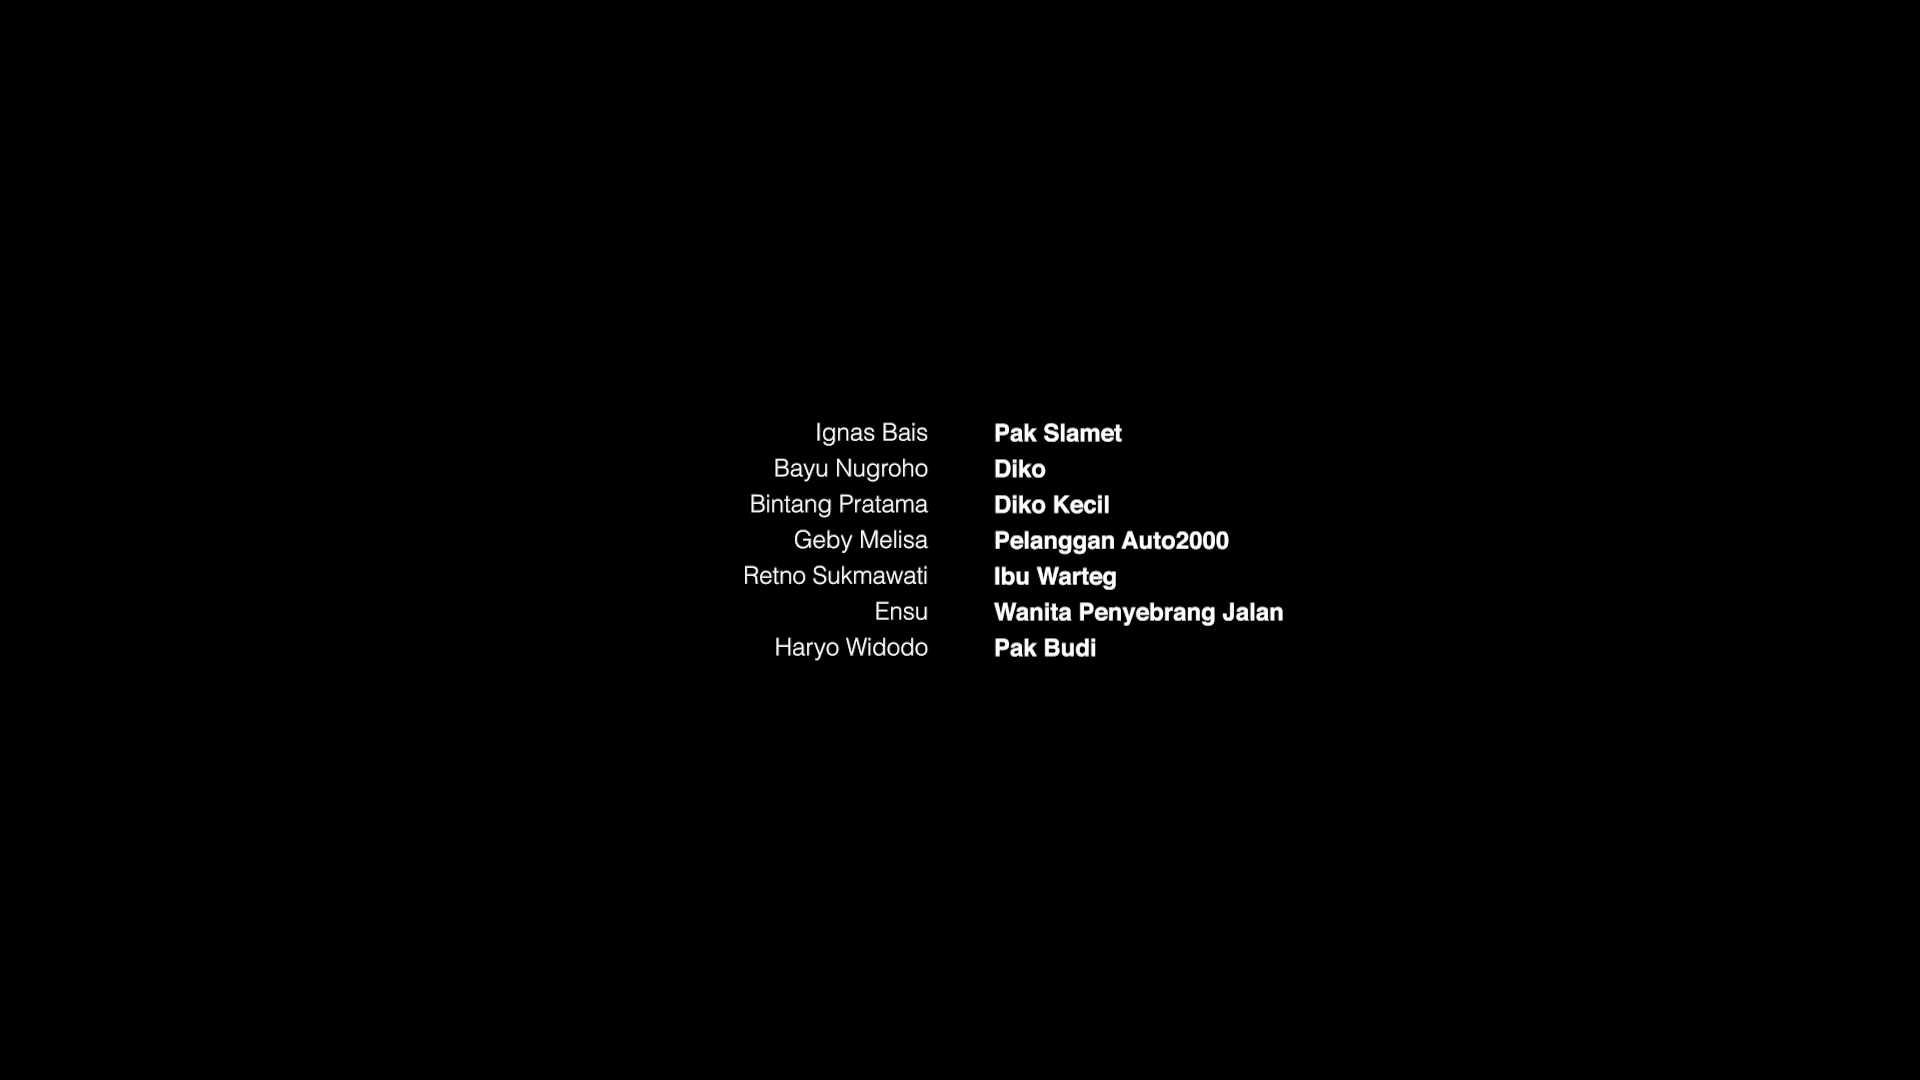 Ignas Bais Pak Slamet
Bayu Nugroho Diko
Bintang Pratama Diko Kecil
Geby Melisa Pelanggan Auto2000
Retno Sukmawati Ibu Warteg
Ensu Wanita Penyebrang Jalan
Haryo Widodo Pak Budi